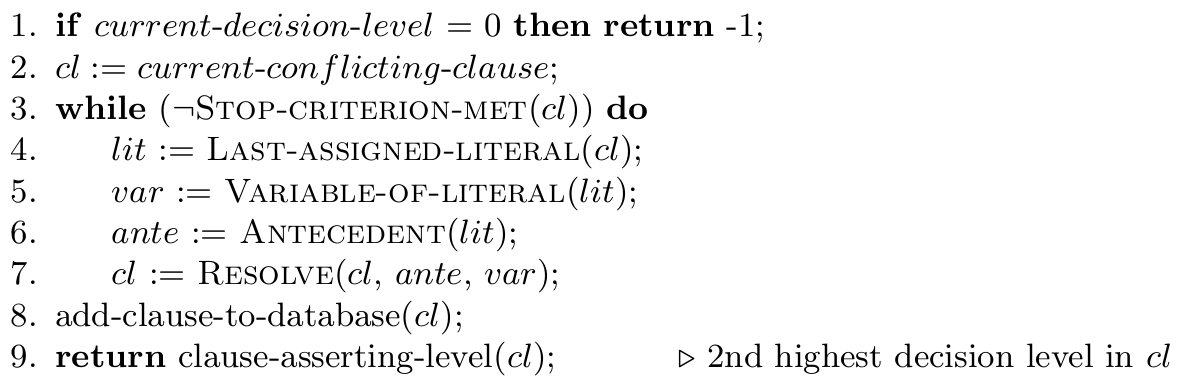 1. if current-decision-level = 0 then return -1;
2. cl := current-conflicting-clause;
3. while (¬STOP-CRITERION-MET(cl)) do
4. lit := LAST-ASSIGNED-LITERAL(cl);
5. var := VARIABLE-OF-LITERAL(lit);
6. ante := ANTECEDENT(lit);
7. cl := RESOLVE(cl, ante, var);
8. add-clause-to-database(cl);
9. return clause-asserting-level(cl); ▷ 2nd highest decision level in cl